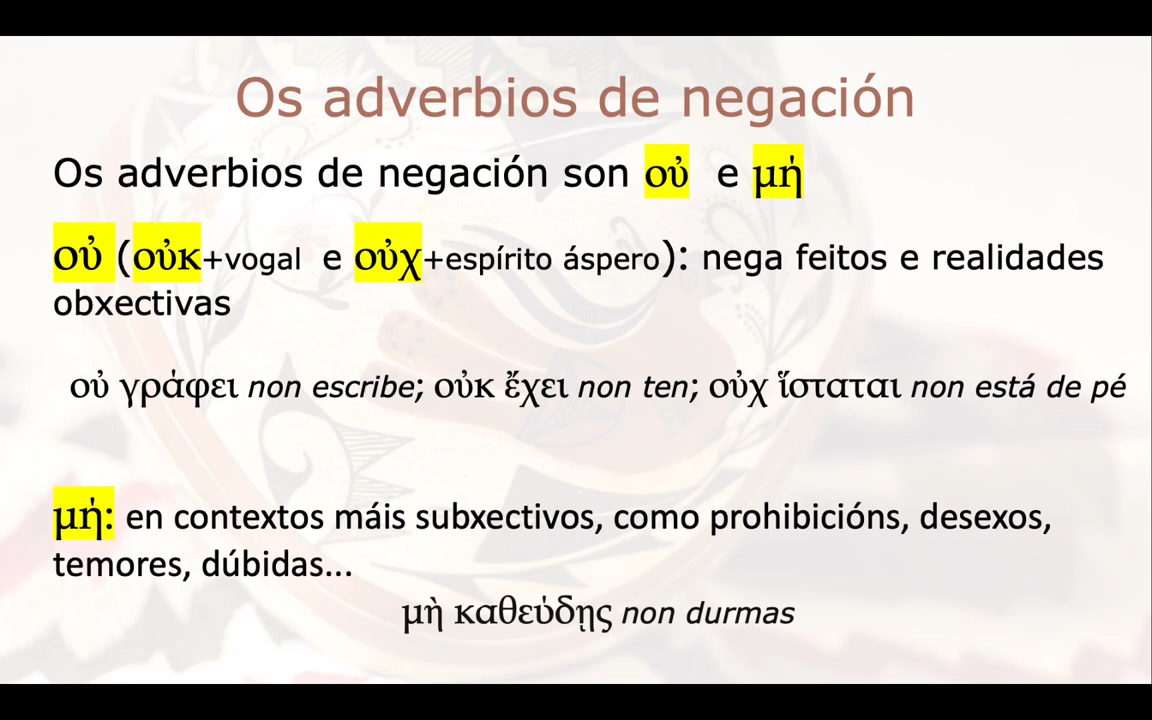 Os adverbios de negación
Os adverbios de negación son οὐ e μή
οὐ (οὐκ+vogal e οὐχ+espírito áspero): nega feitos e realidades
obxectivas
οὐ γράφει non escribe; οὐκ ἔχει non ten; οὐχ ἵσταται non está de pé
μή: en contextos máis subxectivos, como prohibicións, desexos,
temores, dúbidas...
μὴ καθεύδῃς non durmas